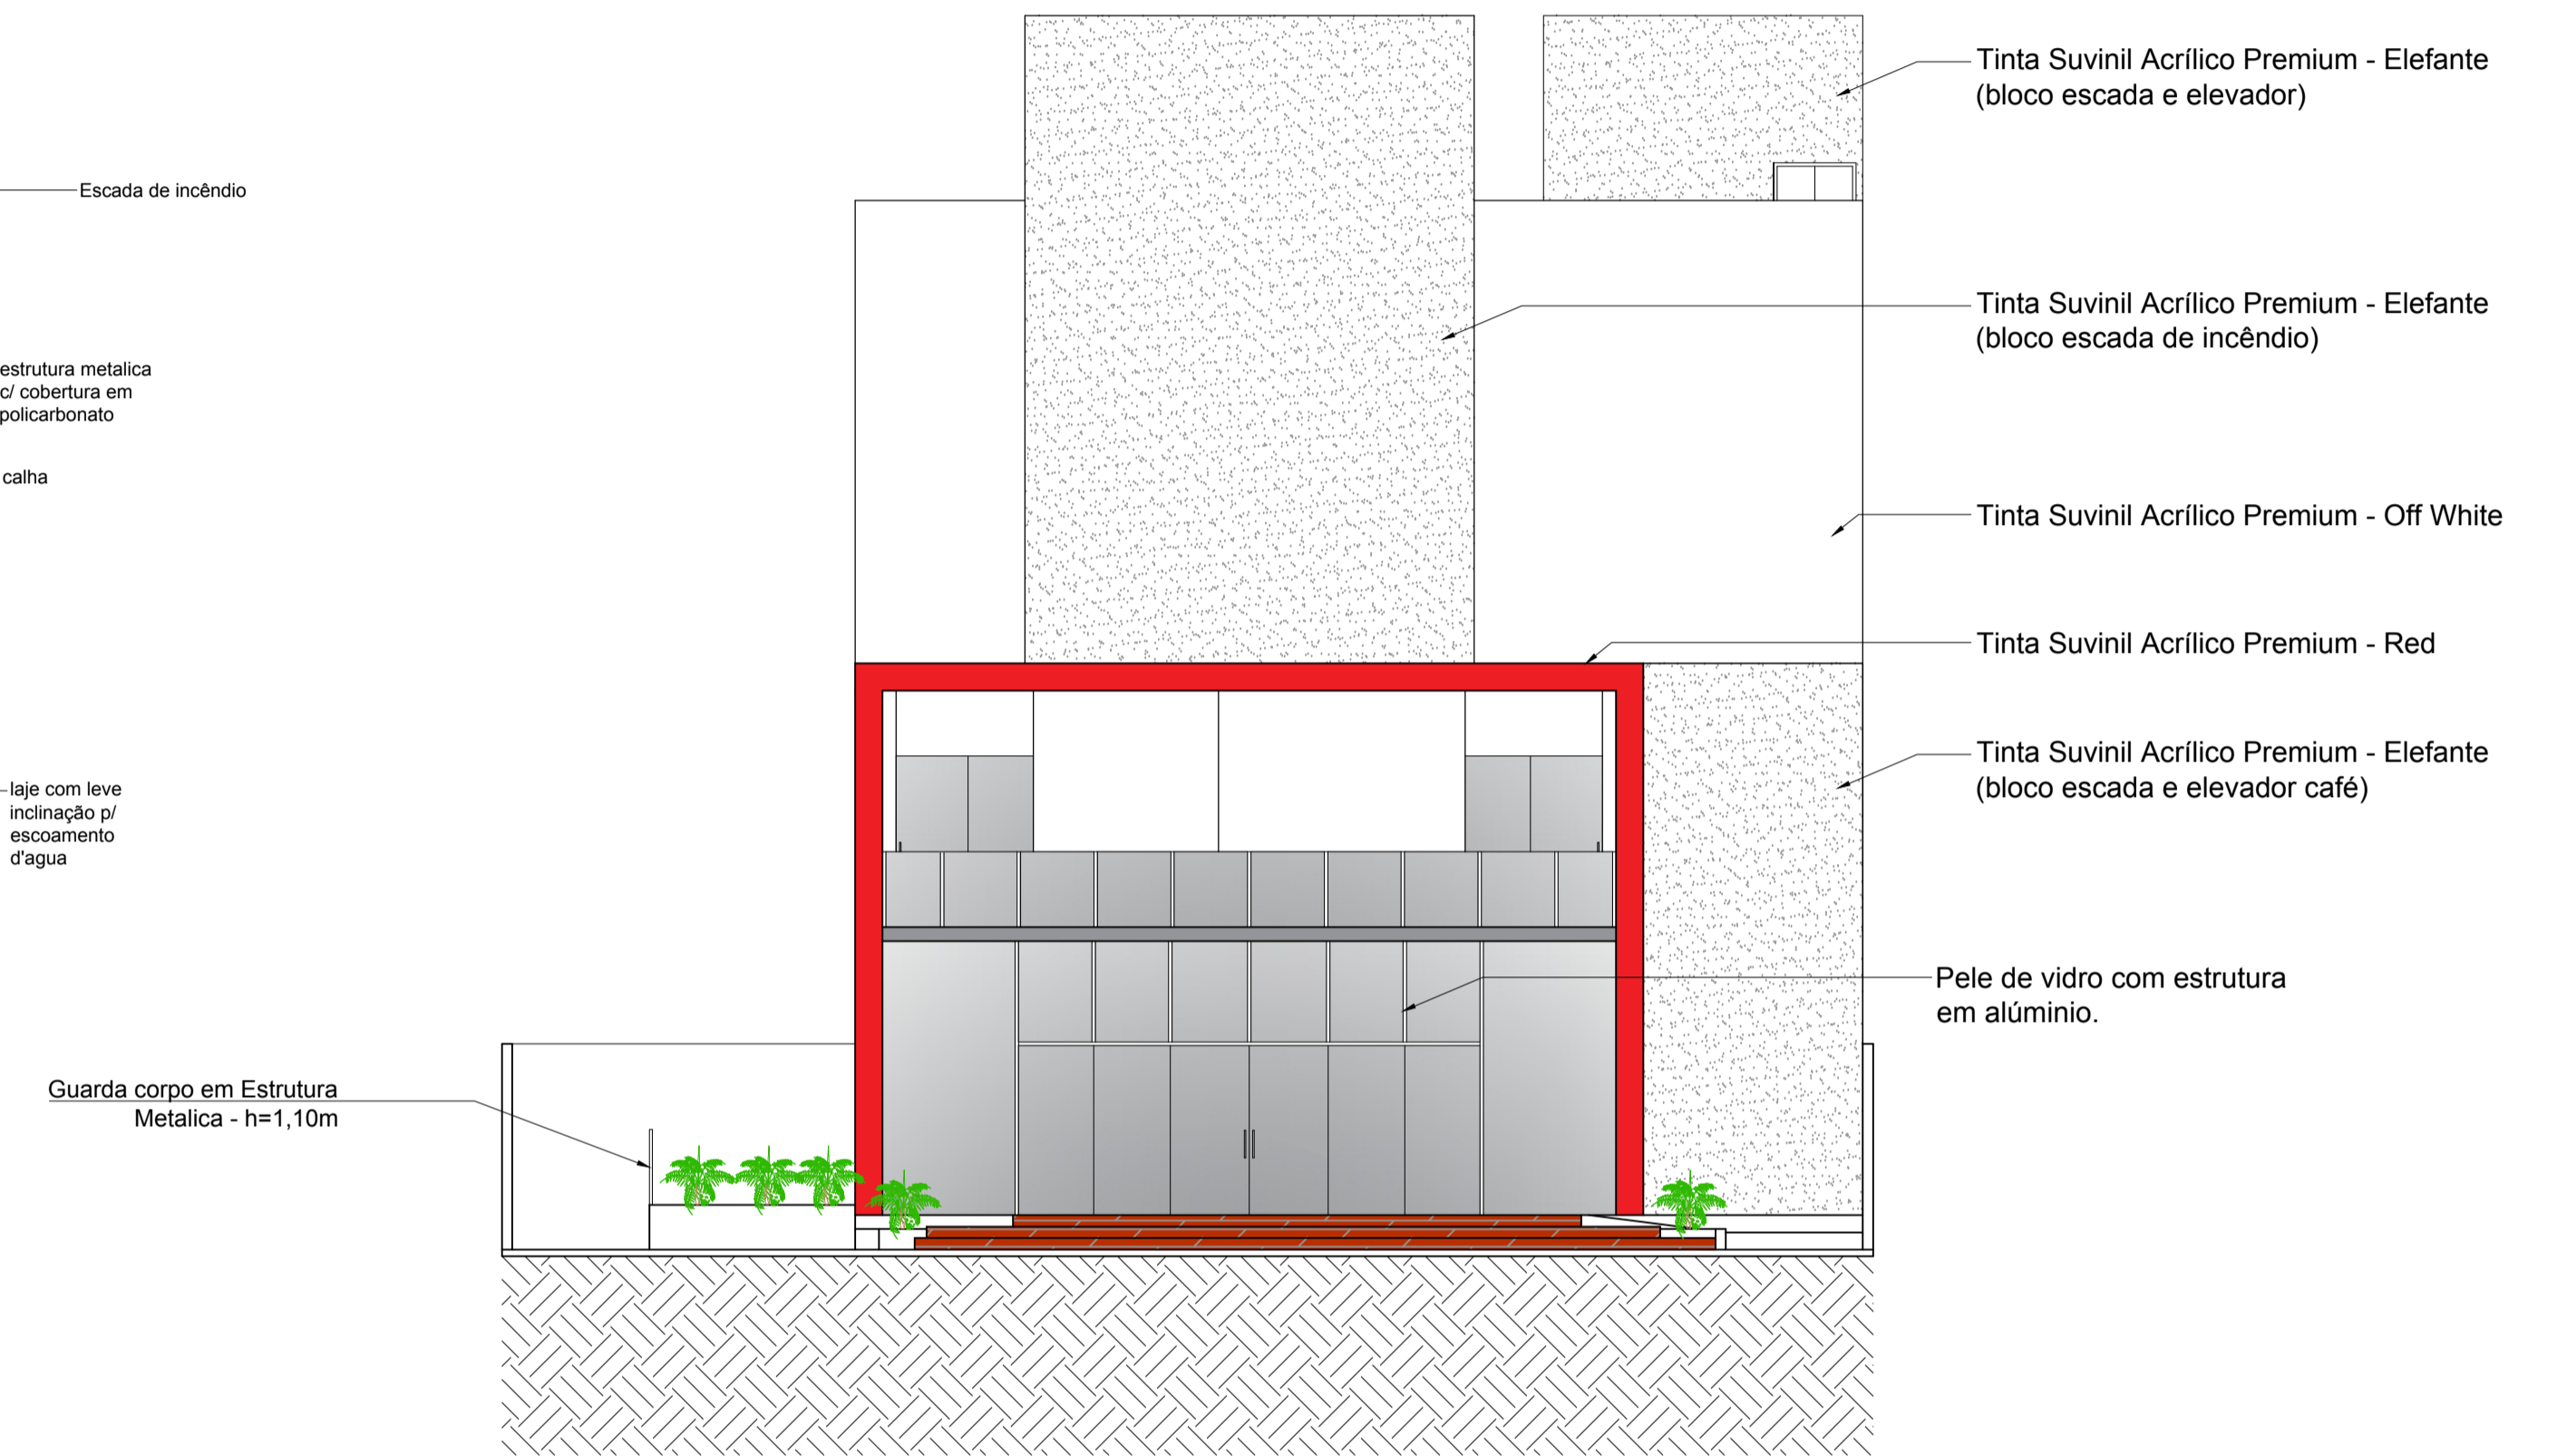 Escada de incêndio
estrutura metalica
c/ cobertura em
policarbonato
calha
laje com leve
inclinação p/
escoamento
d'agua
Guarda corpo em Estrutura
Metalica - h=1,10m
Tinta Suvinil Acrílico Premium - Elefante
(bloco escada e elevador)
Tinta Suvinil Acrílico Premium - Elefante
(bloco escada de incêndio)
Tinta Suvinil Acrílico Premium - Off White
Tinta Suvinil Acrílico Premium - Red
Tinta Suvinil Acrílico Premium - Elefante
(bloco escada e elevador café)
Pele de vidro com estrutura
em alúminio.